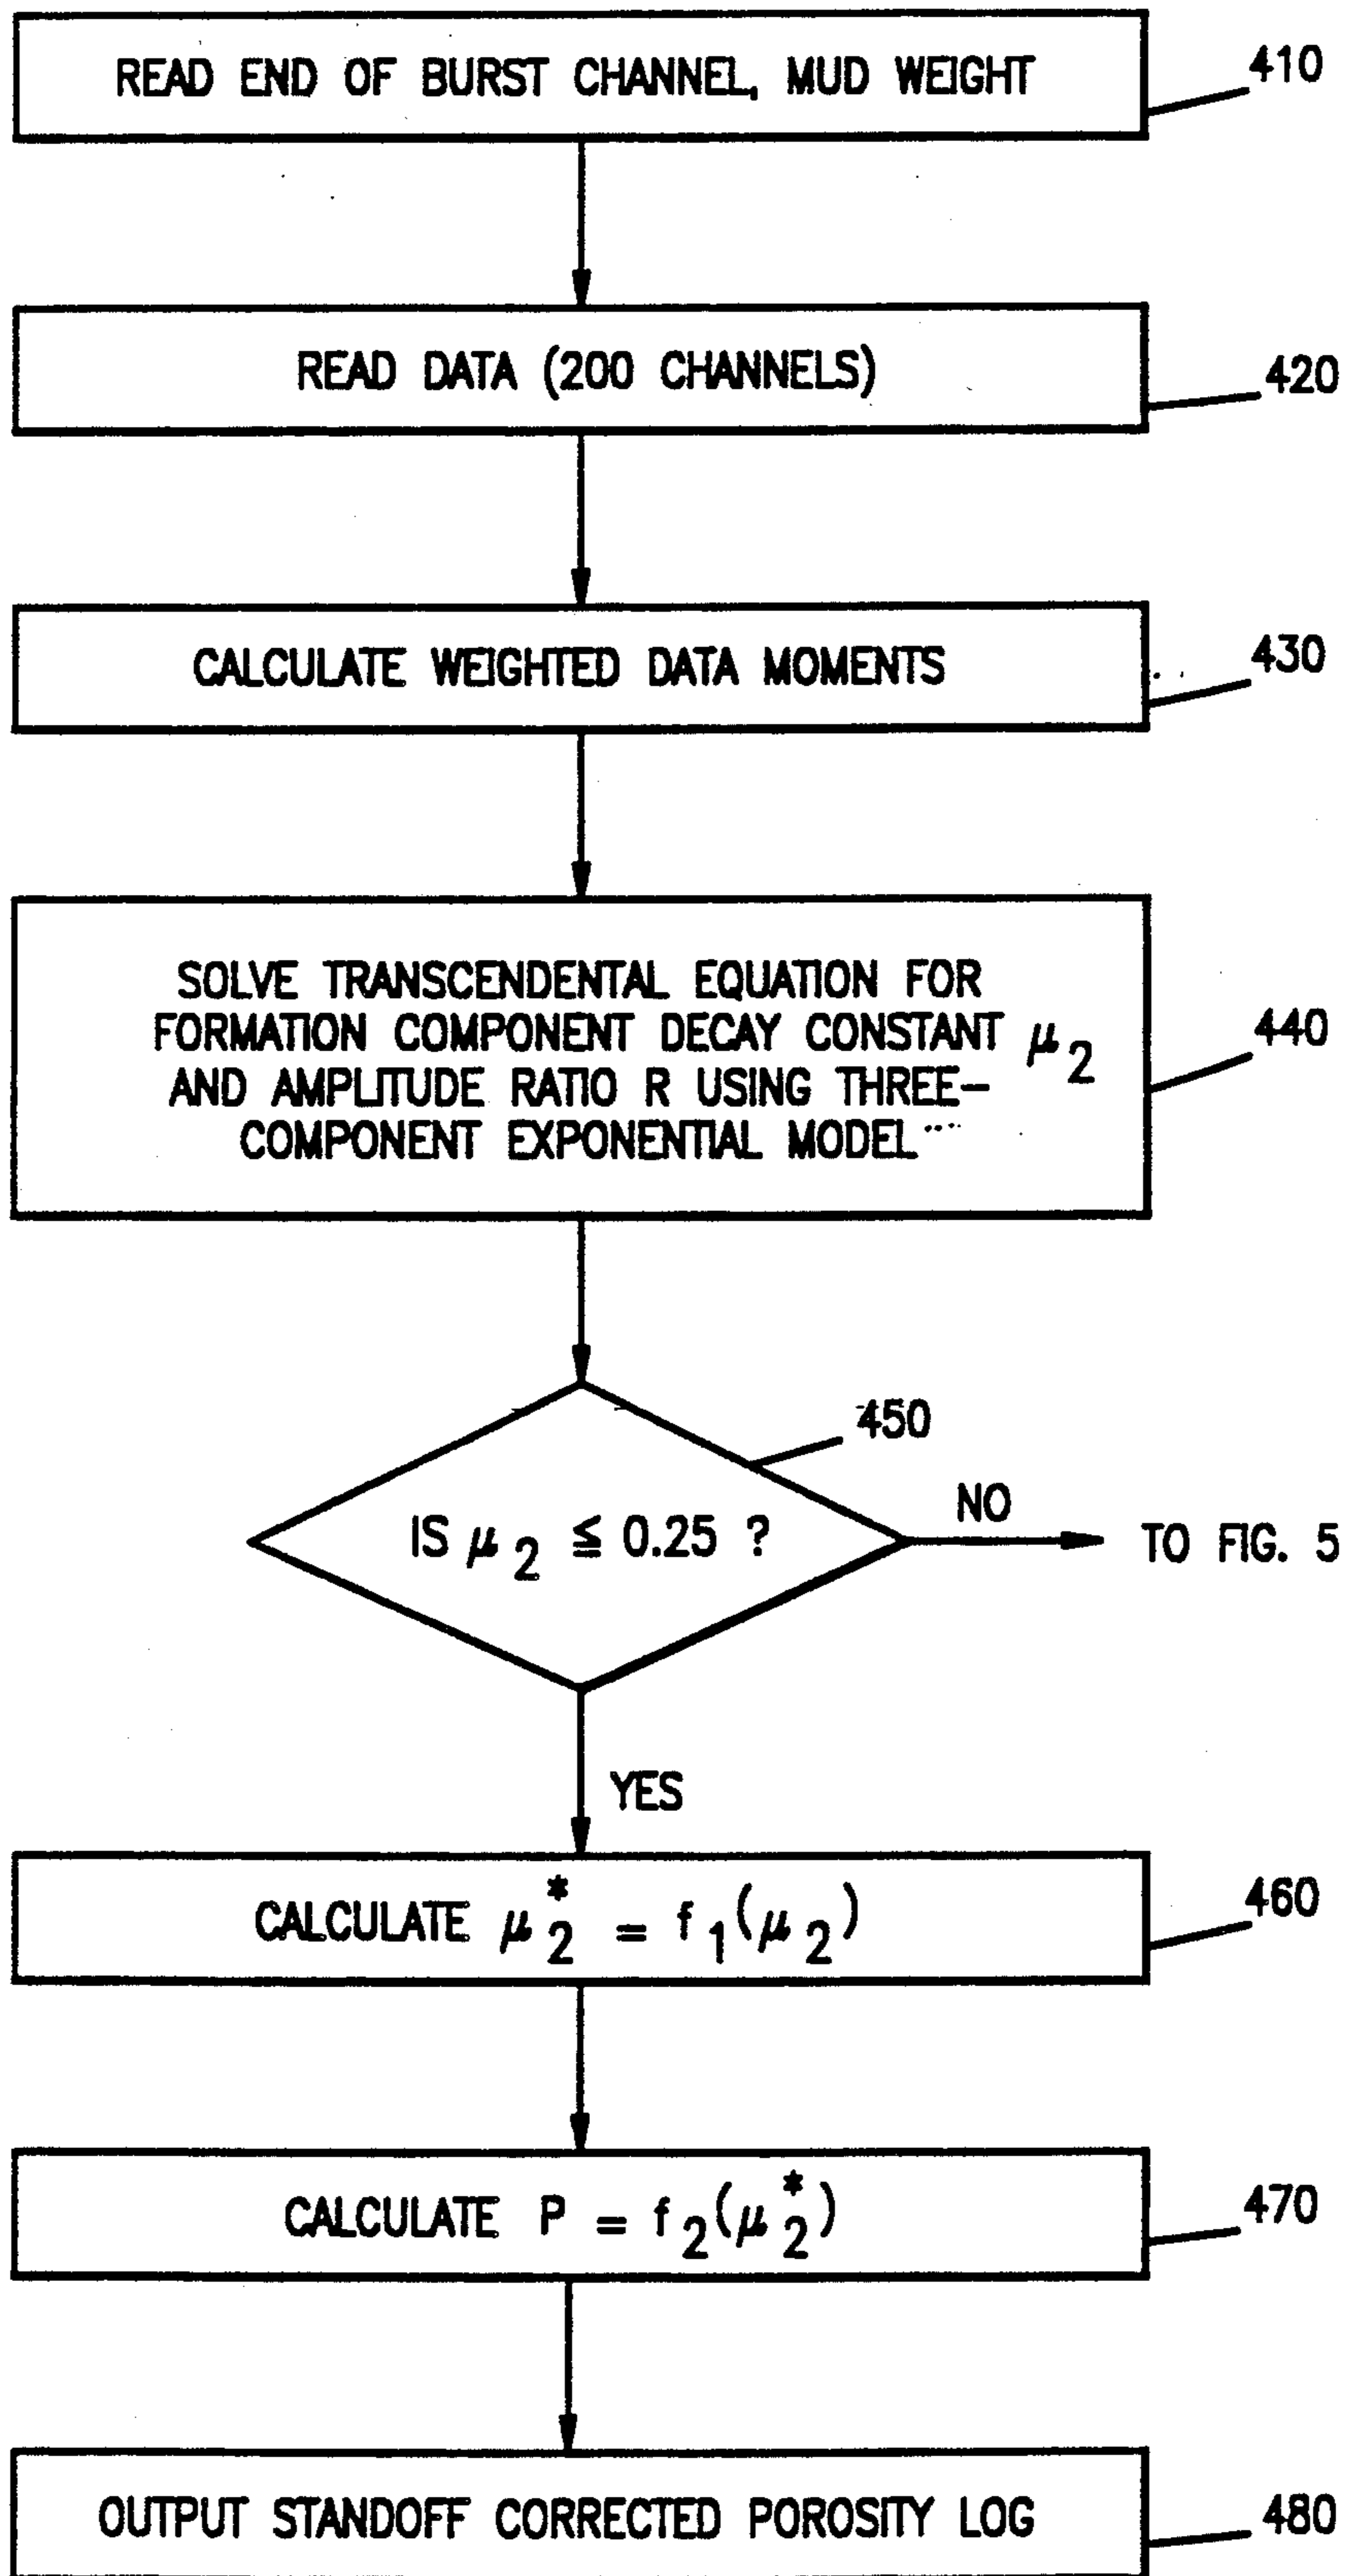 READ END OF BURST CHANNEL, MUD WEIGHT
410
READ DATA (200 CHANNELS)
420
CALCULATE WEIGHTED DATA MOMENTS
430
SOLVE TRANSCENDENTAL EQUATION FOR
FORMATION COMPONENT DECAY CONSTANT μ2
AND AMPLITUDE RATIO R USING THREE-
COMPONENT EXPONENTIAL MODEL
440
450
IS μ2 ≦ 0.25 ?
NO
TO FIG. 5
YES
CALCULATE μ2* = f1(μ2)
460
CALCULATE P = f2(μ2*)
470
OUTPUT STANDOFF CORRECTED POROSITY LOG
480